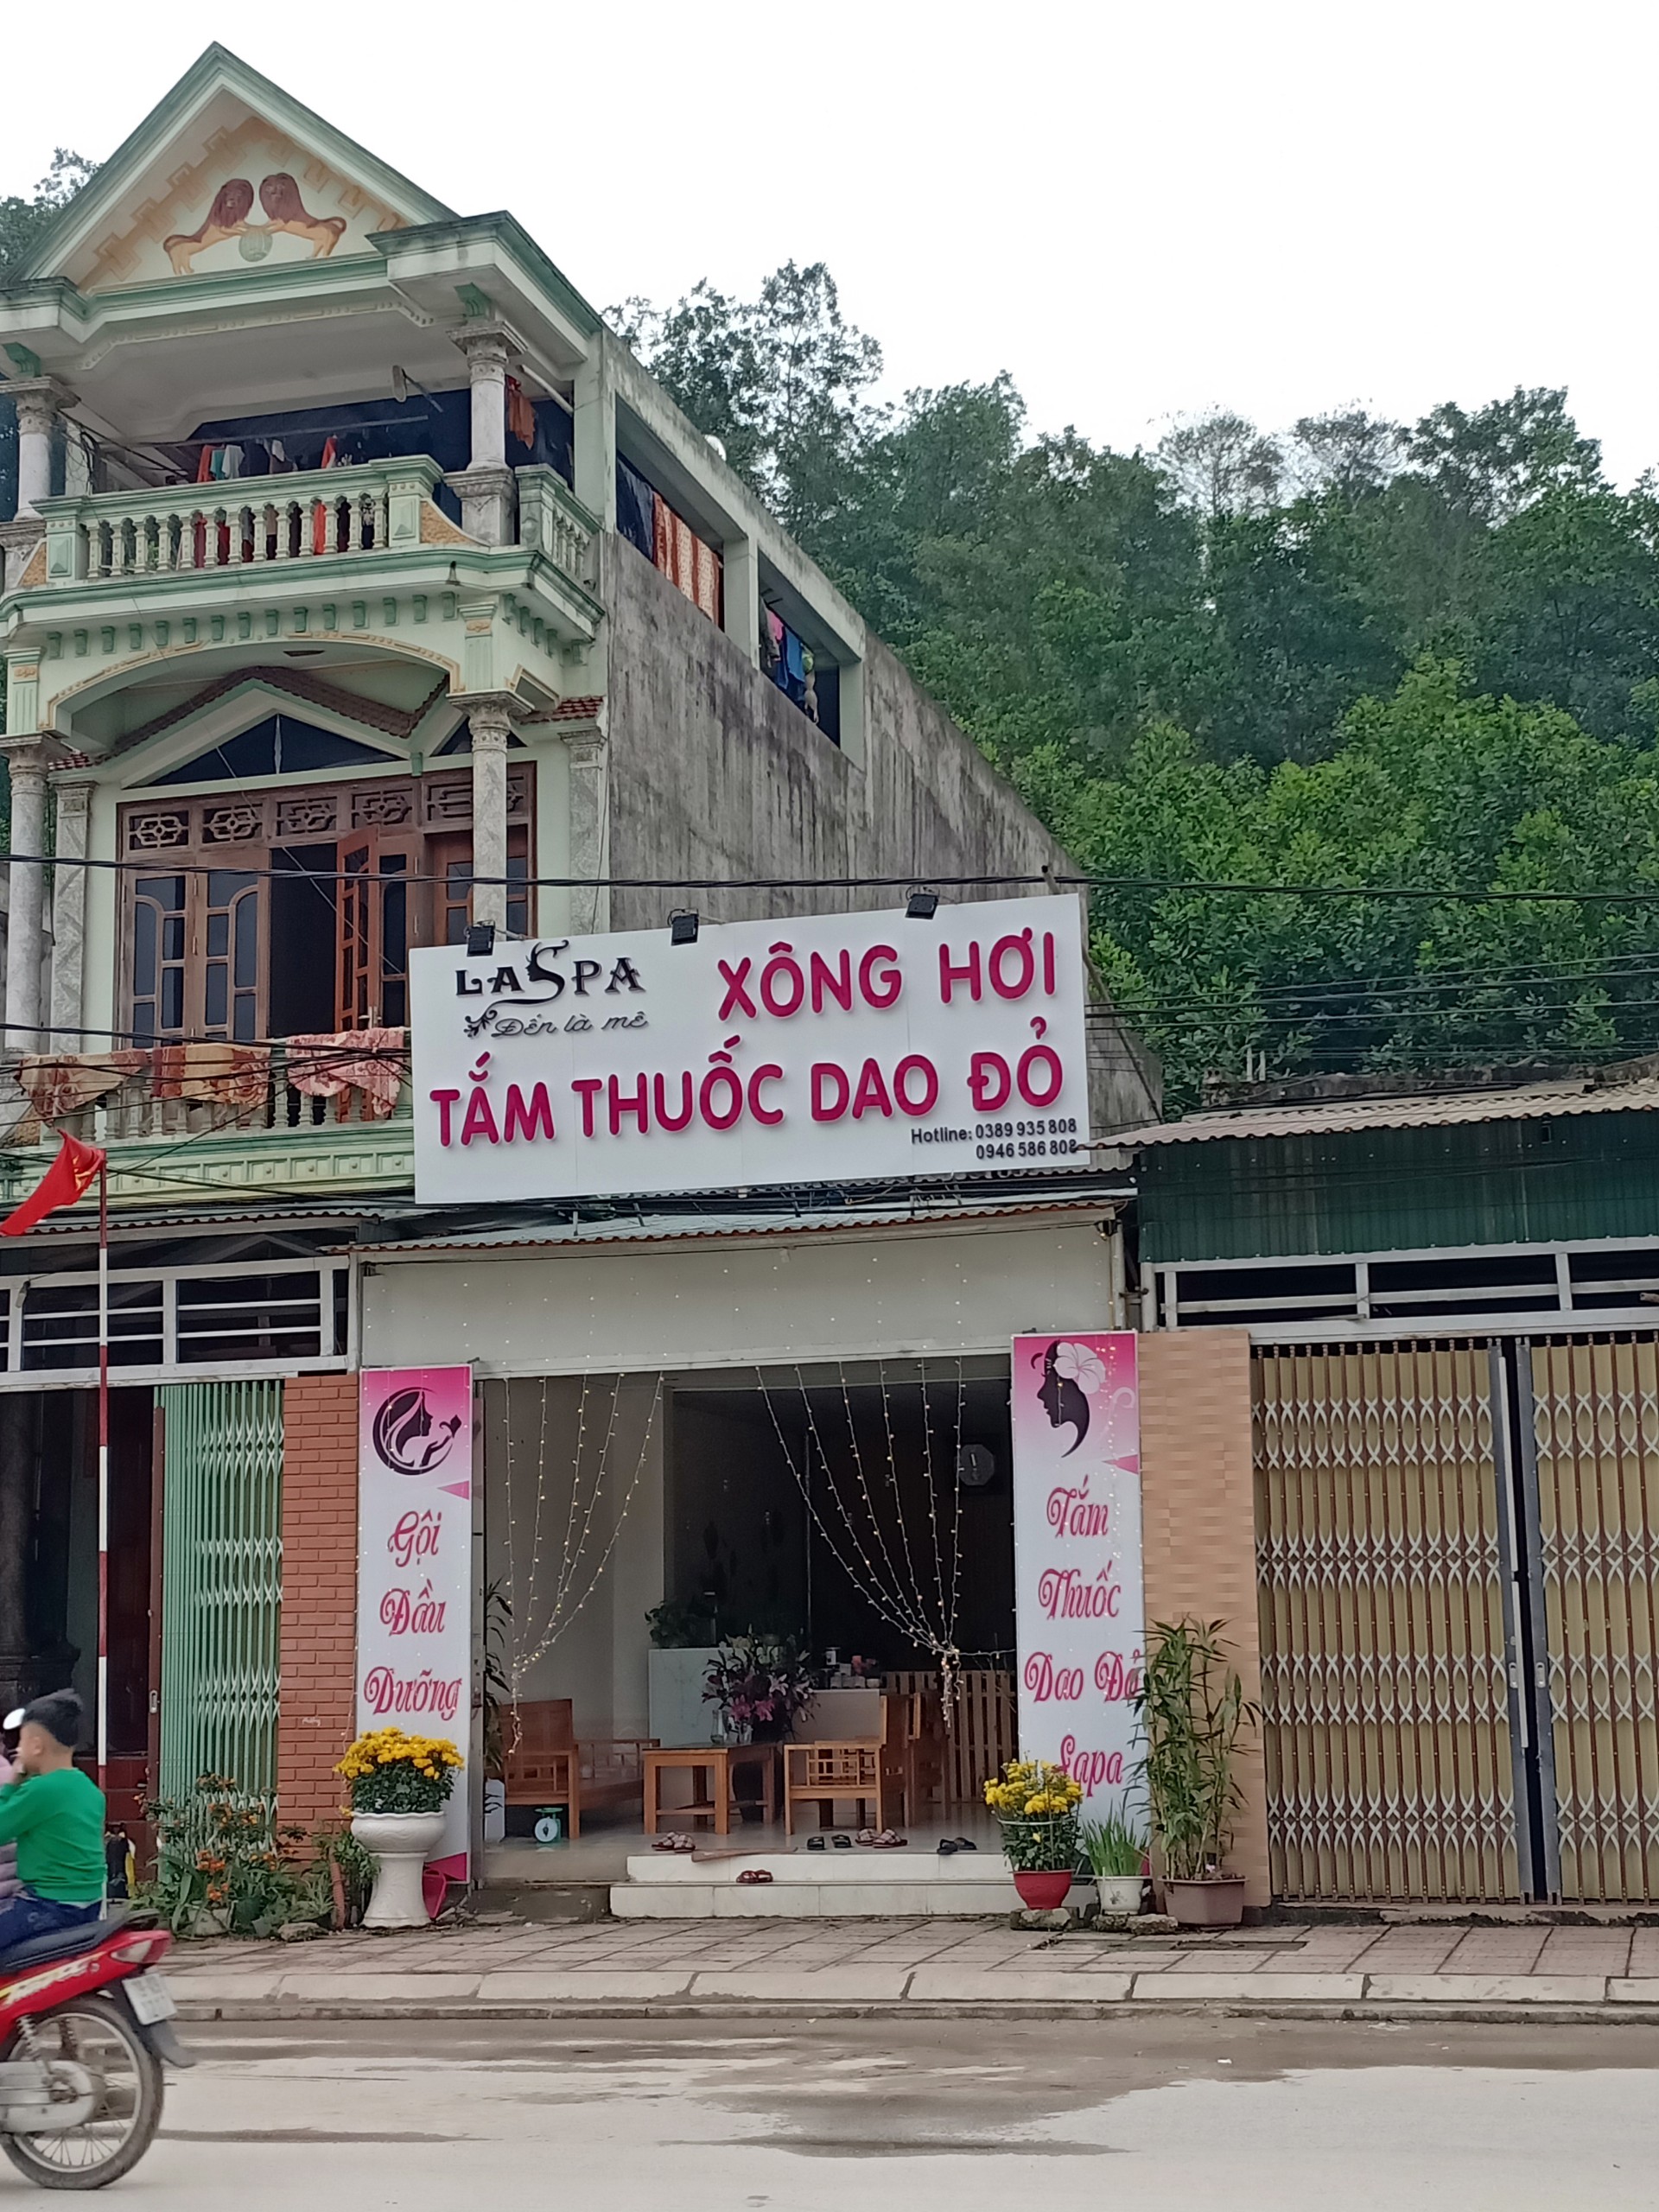 LASPA
Đến là mê
XÔNG HƠI
TẮM THUỐC DAO ĐỎ
Hotline: 0389 935 808
0946 586 808
Gội
Đầu
Dưỡng
Tắm
Thuốc
Dao Đỏ
Sapa